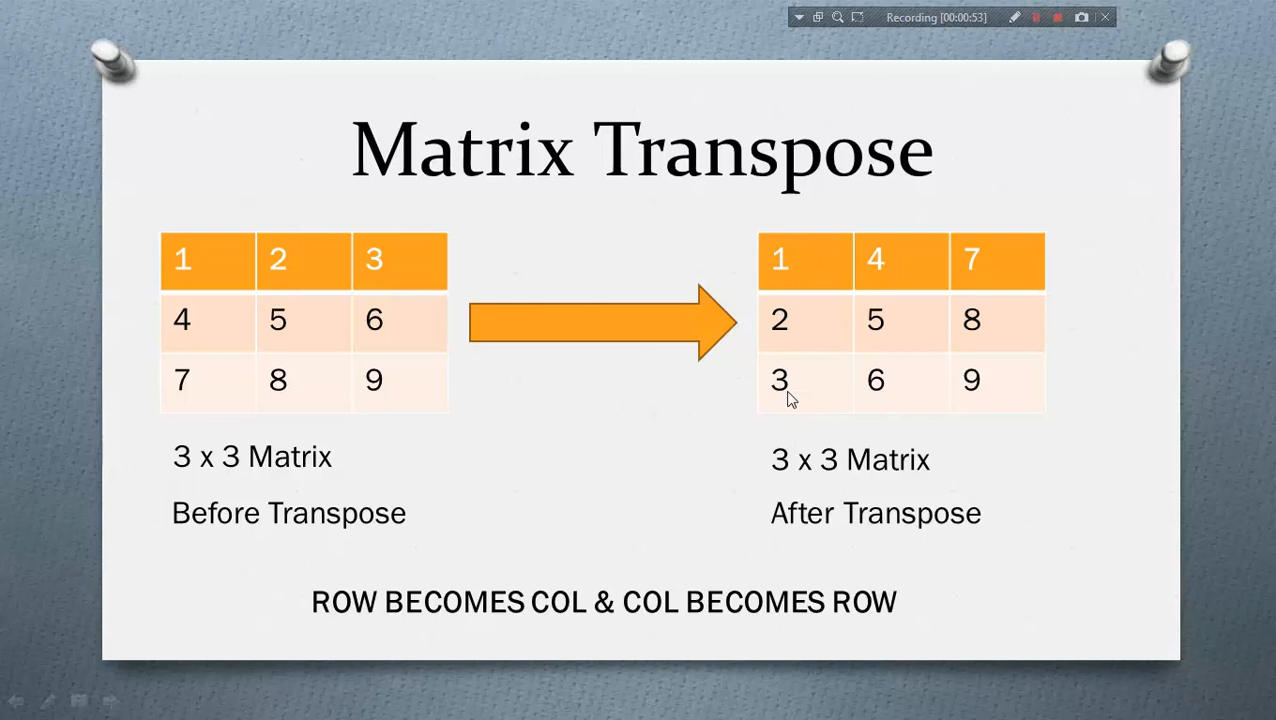 Recording [00:00:53]
Matrix Transpose
1 2 3
4 5 6
7 8 9
1 4 7
2 5 8
3 6 9
3 x 3 Matrix
Before Transpose
3 x 3 Matrix
After Transpose
ROW BECOMES COL & COL BECOMES ROW